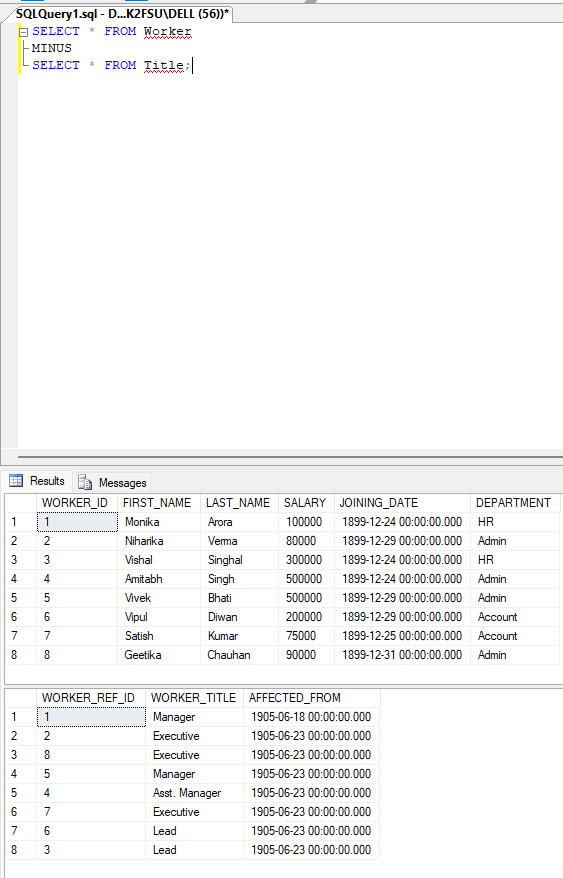 SQLQuery1.sql - D...K2FSU\DELL (56))*
SELECT * FROM Worker
MINUS
SELECT * FROM Title;
Results Messages
WORKER_ID FIRST_NAME LAST_NAME SALARY JOINING_DATE DEPARTMENT
1 1 Monika Arora 100000 1899-12-24 00:00:00.000 HR
2 2 Niharika Verma 80000 1899-12-29 00:00:00.000 Admin
3 3 Vishal Singhal 300000 1899-12-24 00:00:00.000 HR
4 4 Amitabh Singh 500000 1899-12-24 00:00:00.000 Admin
5 5 Vivek Bhati 500000 1899-12-29 00:00:00.000 Admin
6 6 Vipul Diwan 200000 1899-12-29 00:00:00.000 Account
7 7 Satish Kumar 75000 1899-12-25 00:00:00.000 Account
8 8 Geetika Chauhan 90000 1899-12-31 00:00:00.000 Admin
WORKER_REF_ID WORKER_TITLE AFFECTED_FROM
1 1 Manager 1905-06-18 00:00:00.000
2 2 Executive 1905-06-23 00:00:00.000
3 8 Executive 1905-06-23 00:00:00.000
4 5 Manager 1905-06-23 00:00:00.000
5 4 Asst. Manager 1905-06-23 00:00:00.000
6 7 Executive 1905-06-23 00:00:00.000
7 6 Lead 1905-06-23 00:00:00.000
8 3 Lead 1905-06-23 00:00:00.000